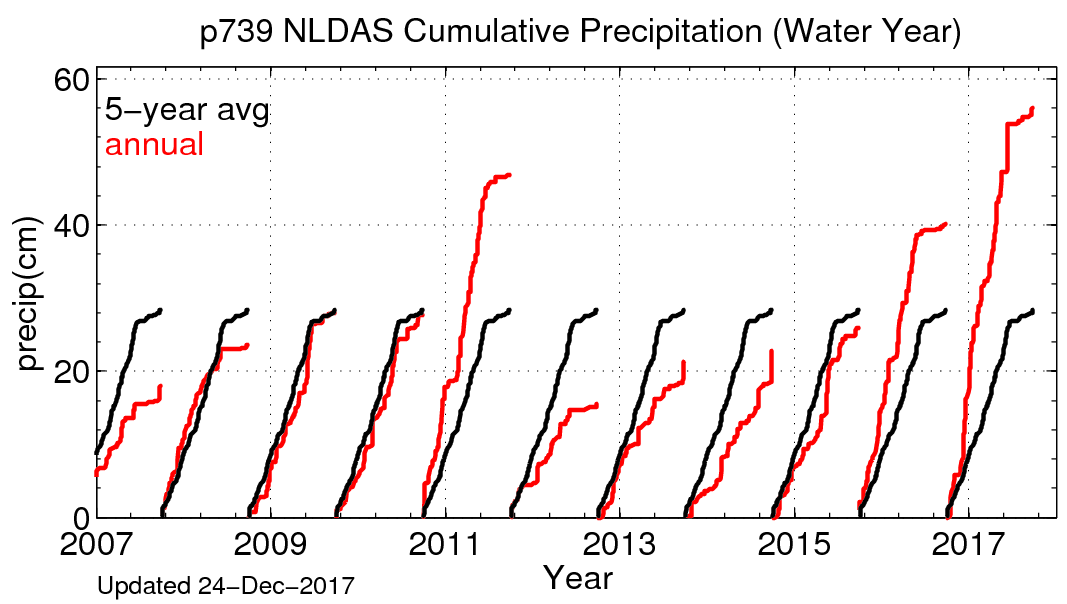 p739 NLDAS Cumulative Precipitation (Water Year)
60
5−year avg
annual
40
precip(cm)
20
0
2007 2009 2011 2013 2015 2017
Year
Updated 24−Dec−2017